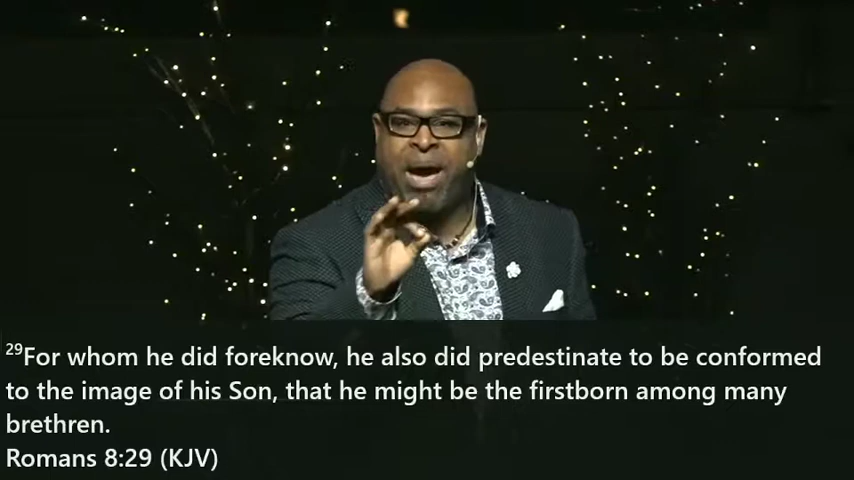 29For whom he did foreknow, he also did predestinate to be conformed
to the image of his Son, that he might be the firstborn among many
brethren.
Romans 8:29 (KJV)